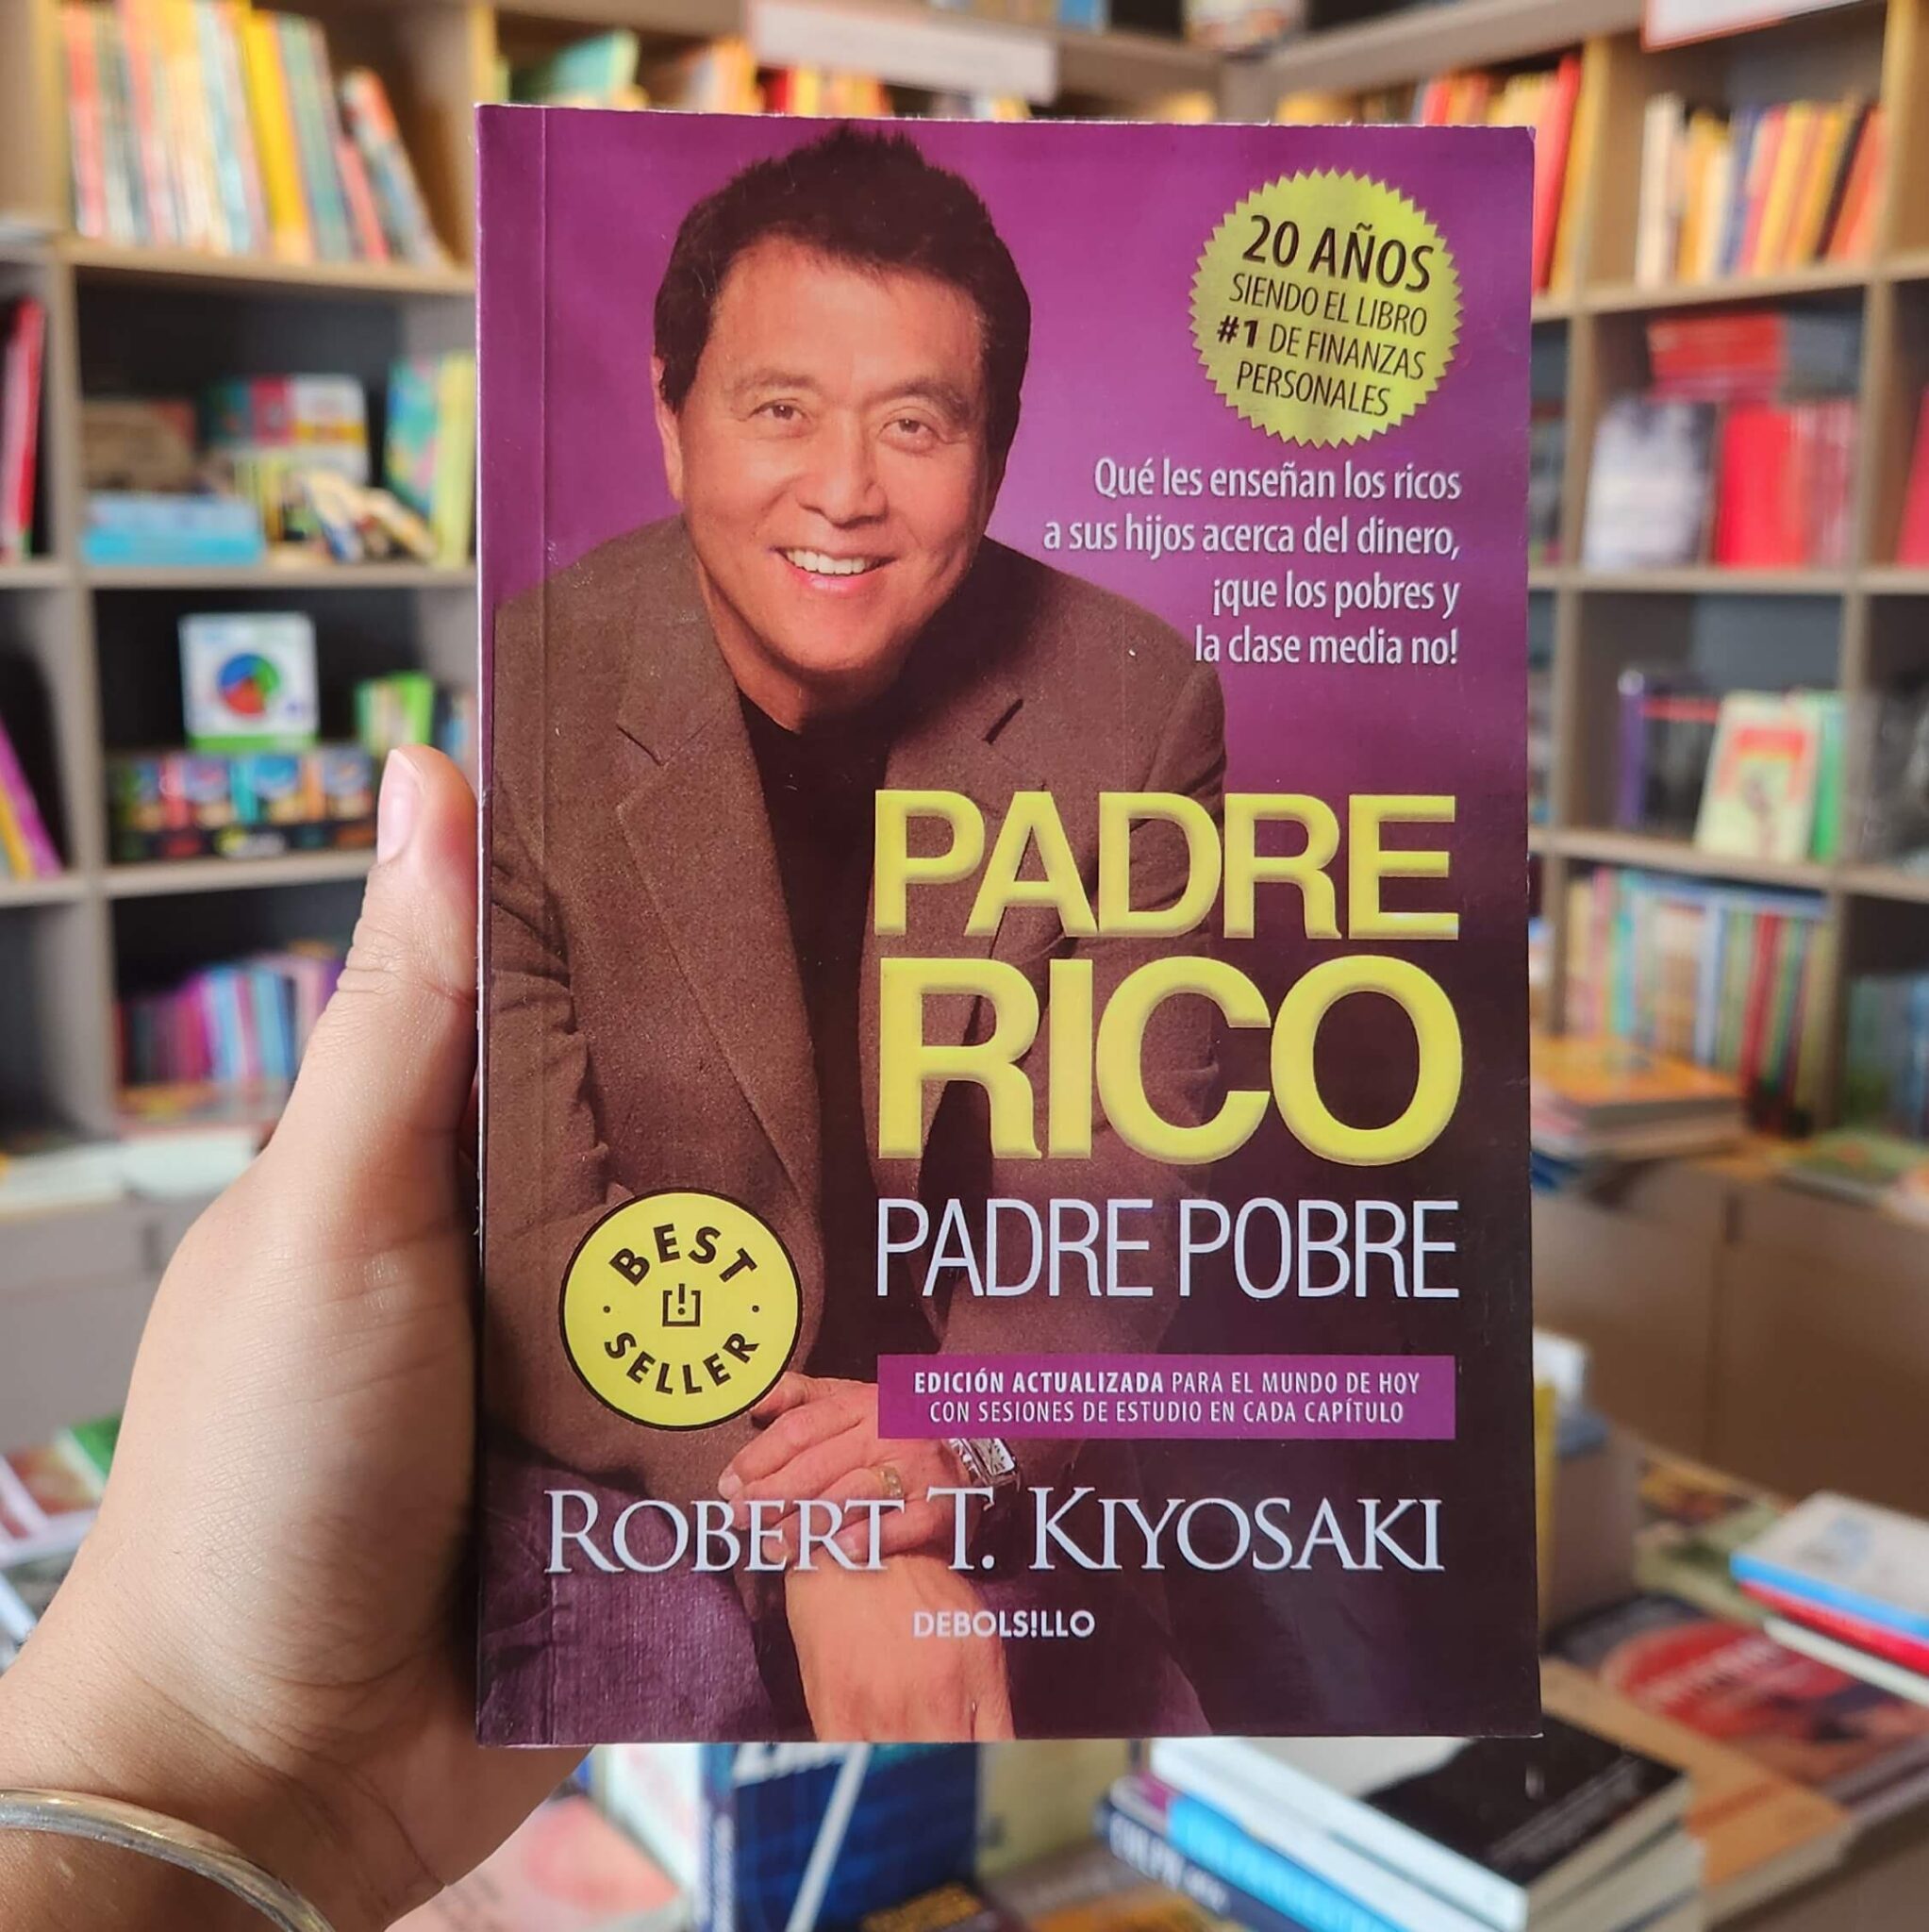 20 AÑOS
SIENDO EL LIBRO
#1 DE FINANZAS
PERSONALES
Qué les enseñan los ricos
a sus hijos acerca del dinero,
¡que los pobres y
la clase media no!
PADRE
RICO
PADRE POBRE
BEST
SELLER
EDICIÓN ACTUALIZADA PARA EL MUNDO DE HOY
CON SESIONES DE ESTUDIO EN CADA CAPÍTULO
ROBERT T. KIYOSAKI
DEBOLS!LLO